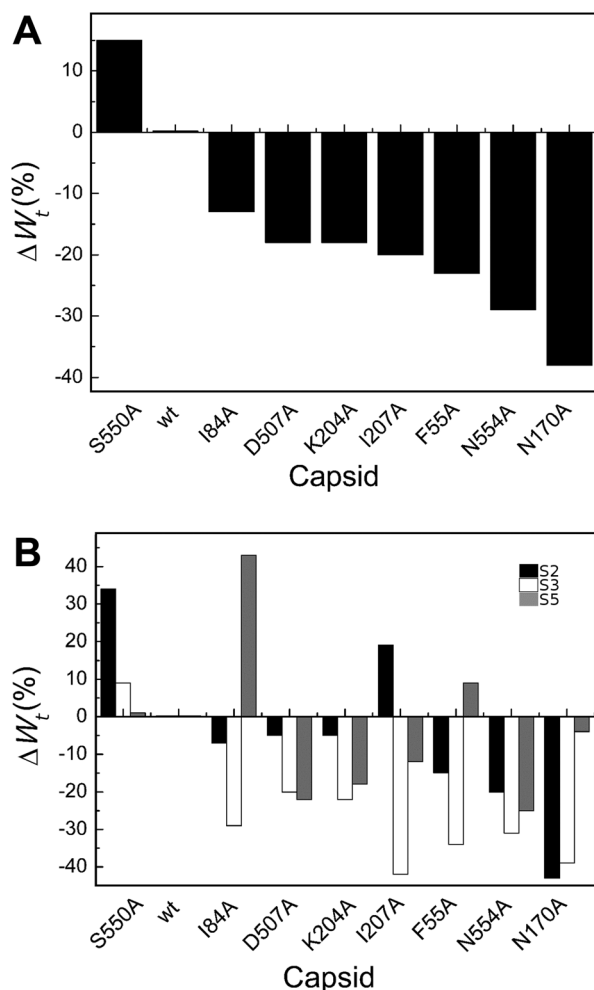 A
ΔWt(%)
10
0
-10
-20
-30
-40
S550A
wt
I84A
D507A
K204A
I207A
F55A
N554A
N170A
Capsid
B
ΔWt(%)
40
30
20
10
0
-10
-20
-30
-40
S2
S3
S5
S550A
wt
I84A
D507A
K204A
I207A
F55A
N554A
N170A
Capsid